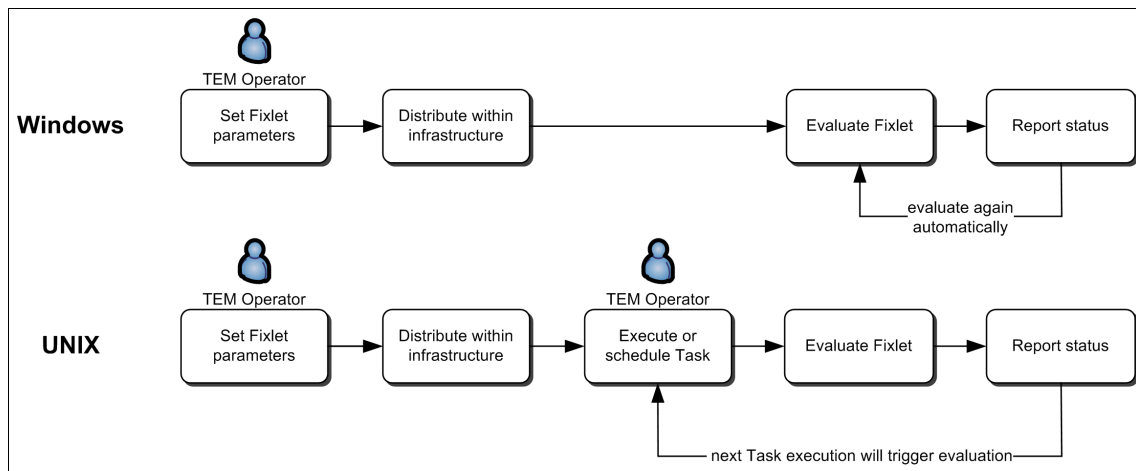 TEM Operator
Windows
Set Fixlet
parameters
Distribute within
infrastructure
Evaluate Fixlet
Report status
evaluate again
automatically
TEM Operator
TEM Operator
UNIX
Set Fixlet
parameters
Distribute within
infrastructure
Execute or
schedule Task
Evaluate Fixlet
Report status
next Task execution will trigger evaluation